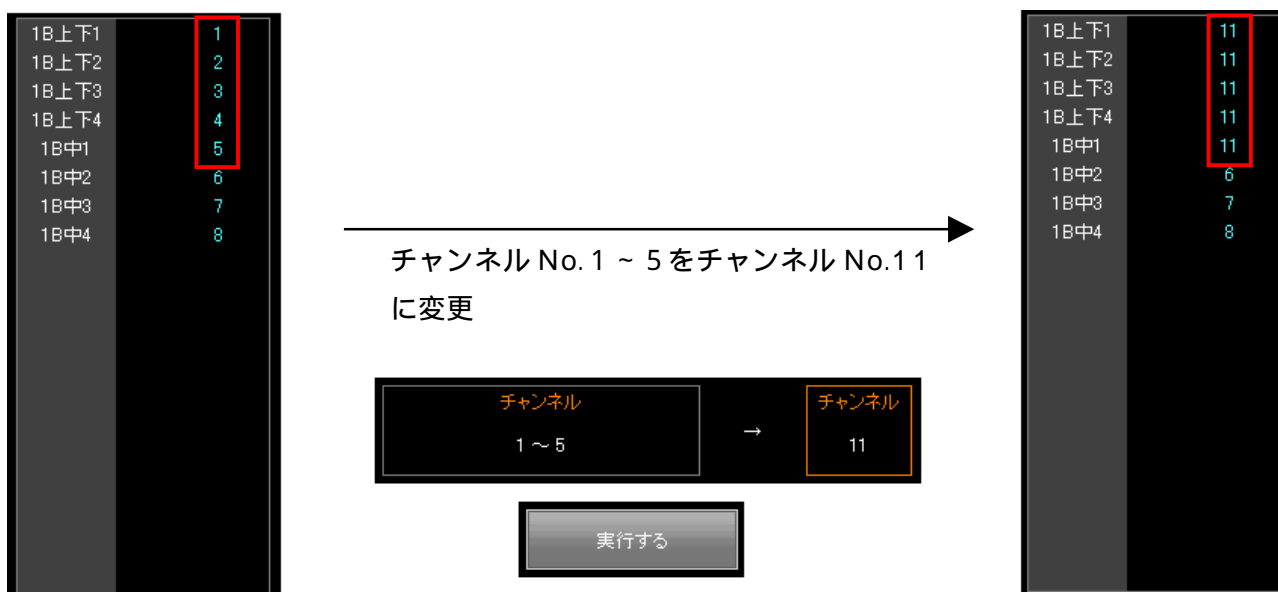 1B上下1 1
1B上下2 2
1B上下3 3
1B上下4 4
1B中1 5
1B中2 6
1B中3 7
1B中4 8
チャンネル No.1 ~ 5をチャンネル No.11
に変更
チャンネル チャンネル
1～5 → 11
実行する
1B上下1 11
1B上下2 11
1B上下3 11
1B上下4 11
1B中1 11
1B中2 6
1B中3 7
1B中4 8